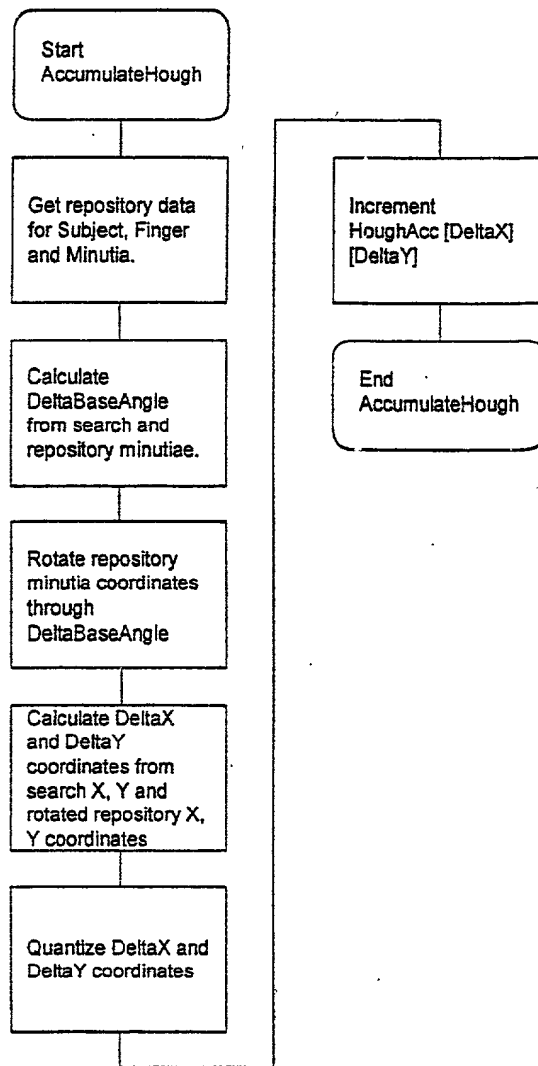 Start
AccumulateHough
Get repository data
for Subject, Finger
and Minutia.
Calculate
DeltaBaseAngle
from search and
repository minutiae.
Rotate repository
minutia coordinates
through
DeltaBaseAngle
Calculate DeltaX
and DeltaY
coordinates from
search X, Y and
rotated repository X,
Y coordinates
Quantize DeltaX and
DeltaY coordinates
Increment
HoughAcc [DeltaX]
[DeltaY]
End
AccumulateHough